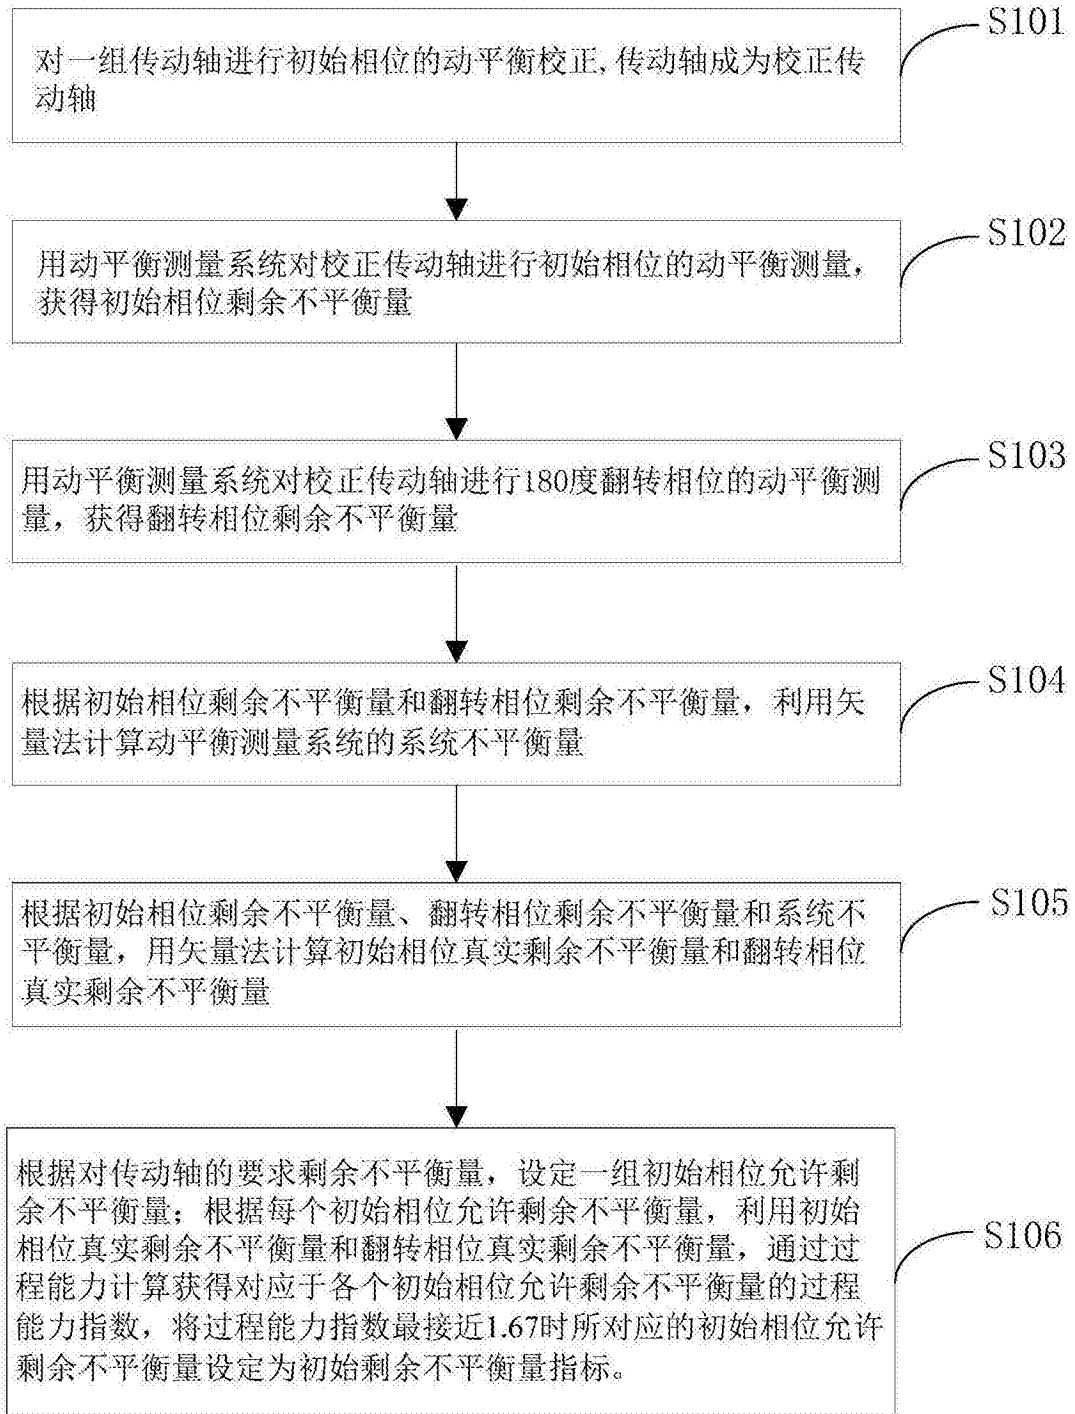 S101
对一组传动轴进行初始相位的动平衡校正,传动轴成为校正传
动轴
S102
用动平衡测量系统对校正传动轴进行初始相位的动平衡测量，
获得初始相位剩余不平衡量
S103
用动平衡测量系统对校正传动轴进行180度翻转相位的动平衡测
量，获得翻转相位剩余不平衡量
S104
根据初始相位剩余不平衡量和翻转相位剩余不平衡量，利用矢
量法计算动平衡测量系统的系统不平衡量
S105
根据初始相位剩余不平衡量、翻转相位剩余不平衡量和系统不
平衡量，用矢量法计算初始相位真实剩余不平衡量和翻转相位
真实剩余不平衡量
S106
根据对传动轴的要求剩余不平衡量，设定一组初始相位允许剩
余不平衡量；根据每个初始相位允许剩余不平衡量，利用初始
相位真实剩余不平衡量和翻转相位真实剩余不平衡量，通过过
程能力计算获得对应于各个初始相位允许剩余不平衡量的过程
能力指数，将过程能力指数最接近1.67时所对应的初始相位允许
剩余不平衡量设定为初始剩余不平衡量指标。